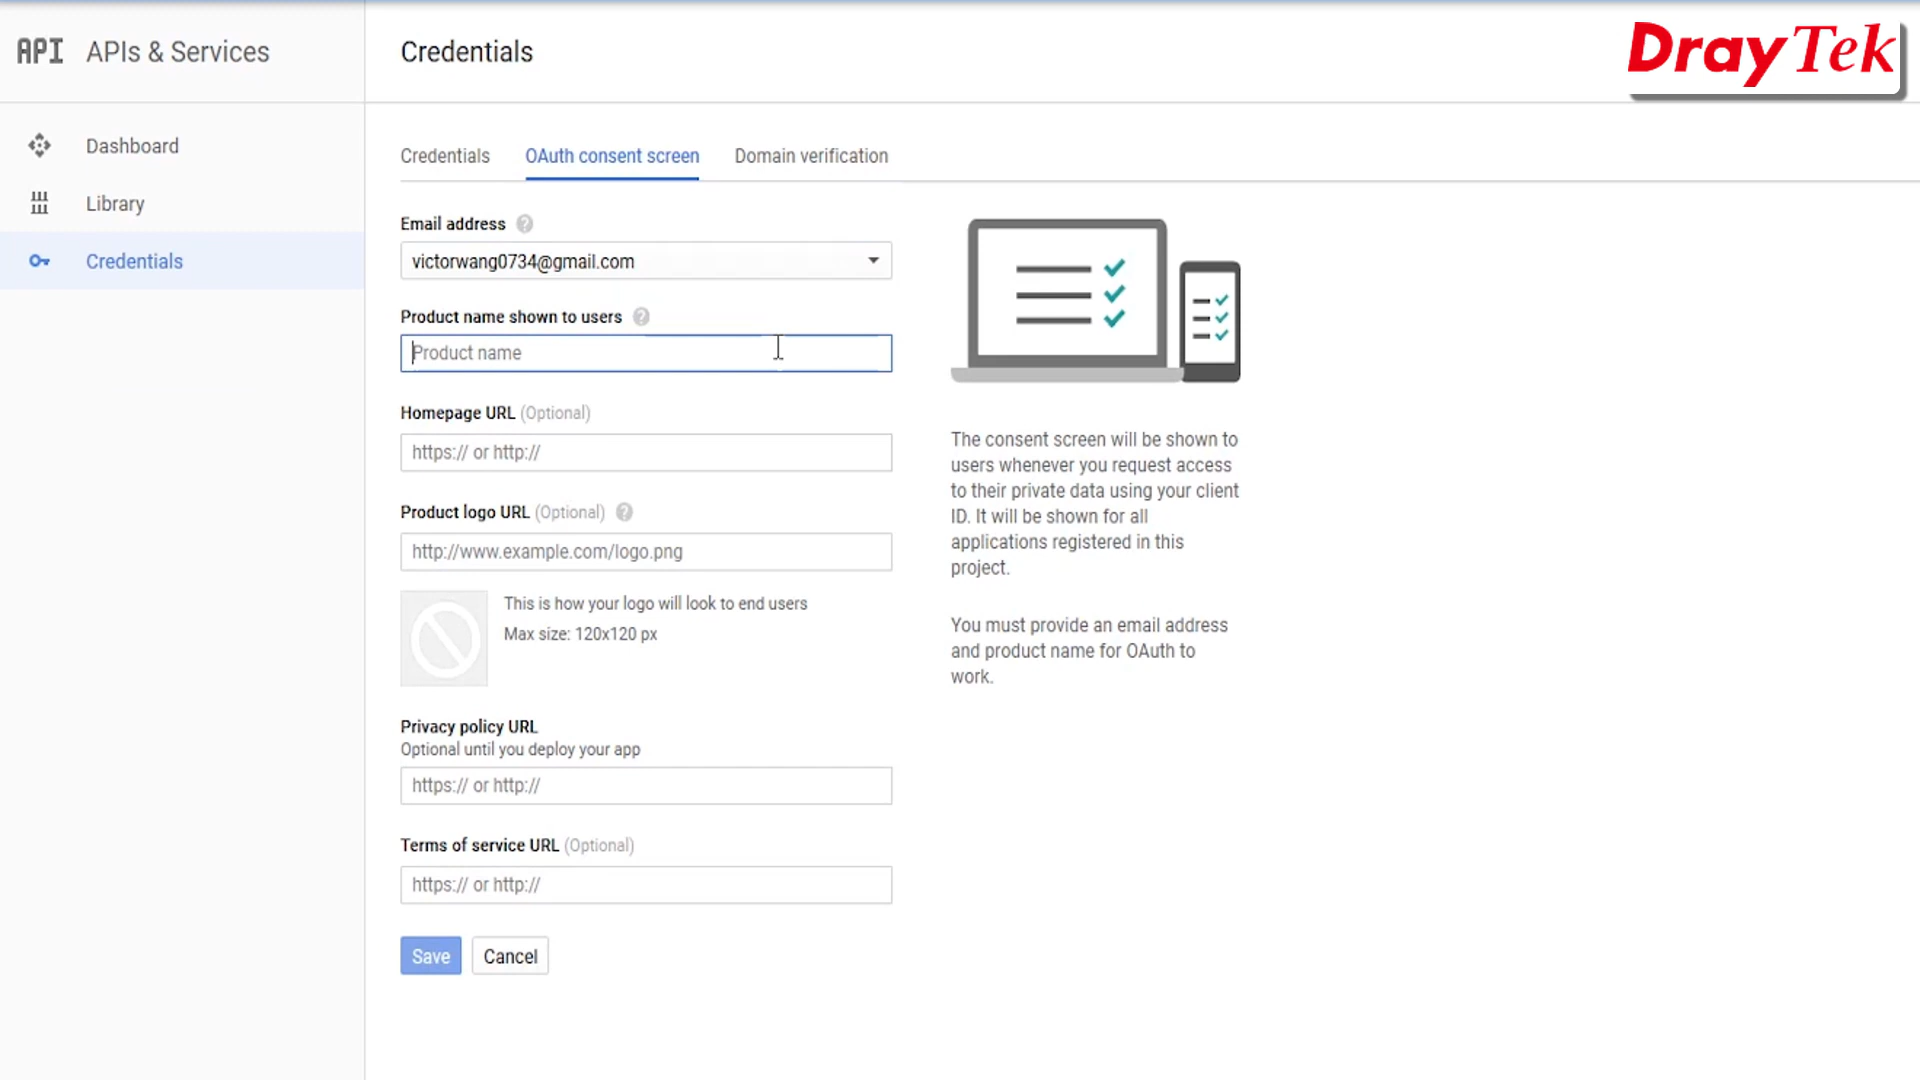 API APIs & Services
Credentials
DrayTek
Dashboard
Library
Credentials
Credentials
OAuth consent screen
Domain verification
Email address
victorwang0734@gmail.com
Product name shown to users
Product name
Homepage URL (Optional)
https:// or http://
Product logo URL (Optional)
http://www.example.com/logo.png
This is how your logo will look to end users
Max size: 120x120 px
Privacy policy URL
Optional until you deploy your app
https:// or http://
Terms of service URL (Optional)
https:// or http://
Save
Cancel
The consent screen will be shown to
users whenever you request access
to their private data using your client
ID. It will be shown for all
applications registered in this
project.
You must provide an email address
and product name for OAuth to
work.